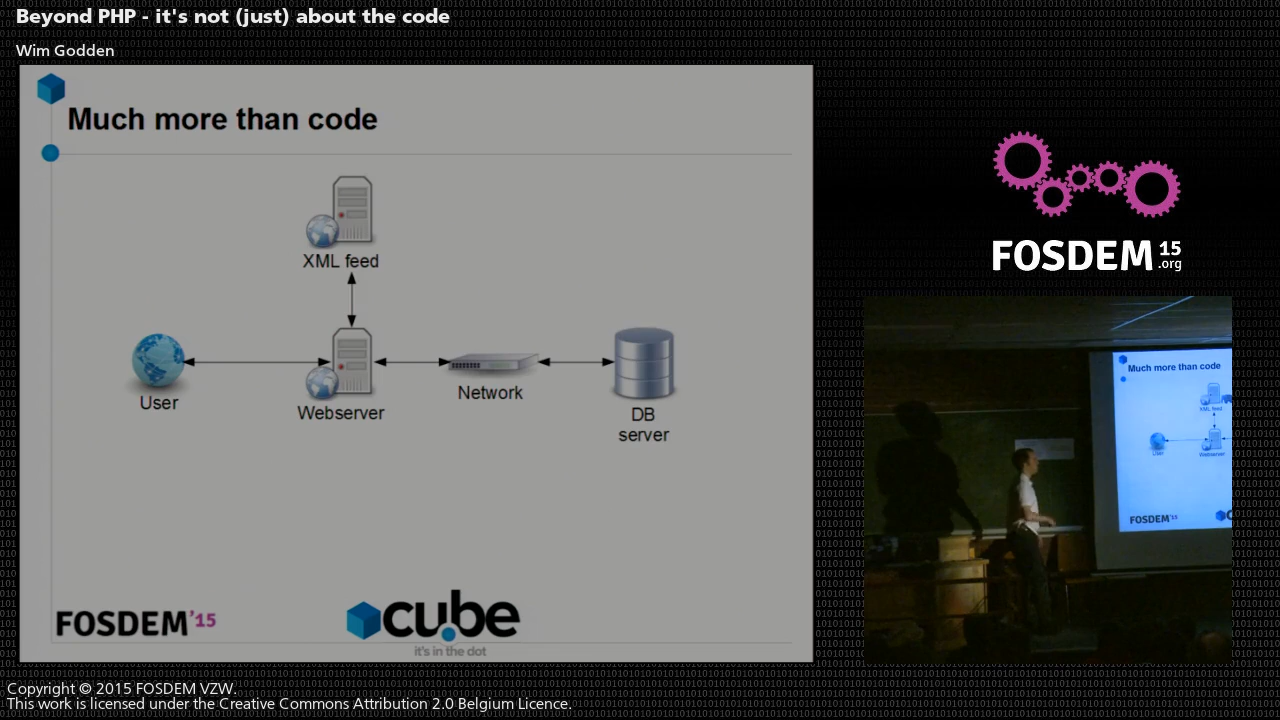 Beyond PHP - it's not (just) about the code
Wim Godden
Much more than code
XML feed
User
Webserver
Network
DB
server
FOSDEM'15
cu.be
it's in the dot
FOSDEM 15
.org
Much more than code
XML feed
User
Webserver
FOSDEM'15
Copyright © 2015 FOSDEM VZW.
This work is licensed under the Creative Commons Attribution 2.0 Belgium Licence.